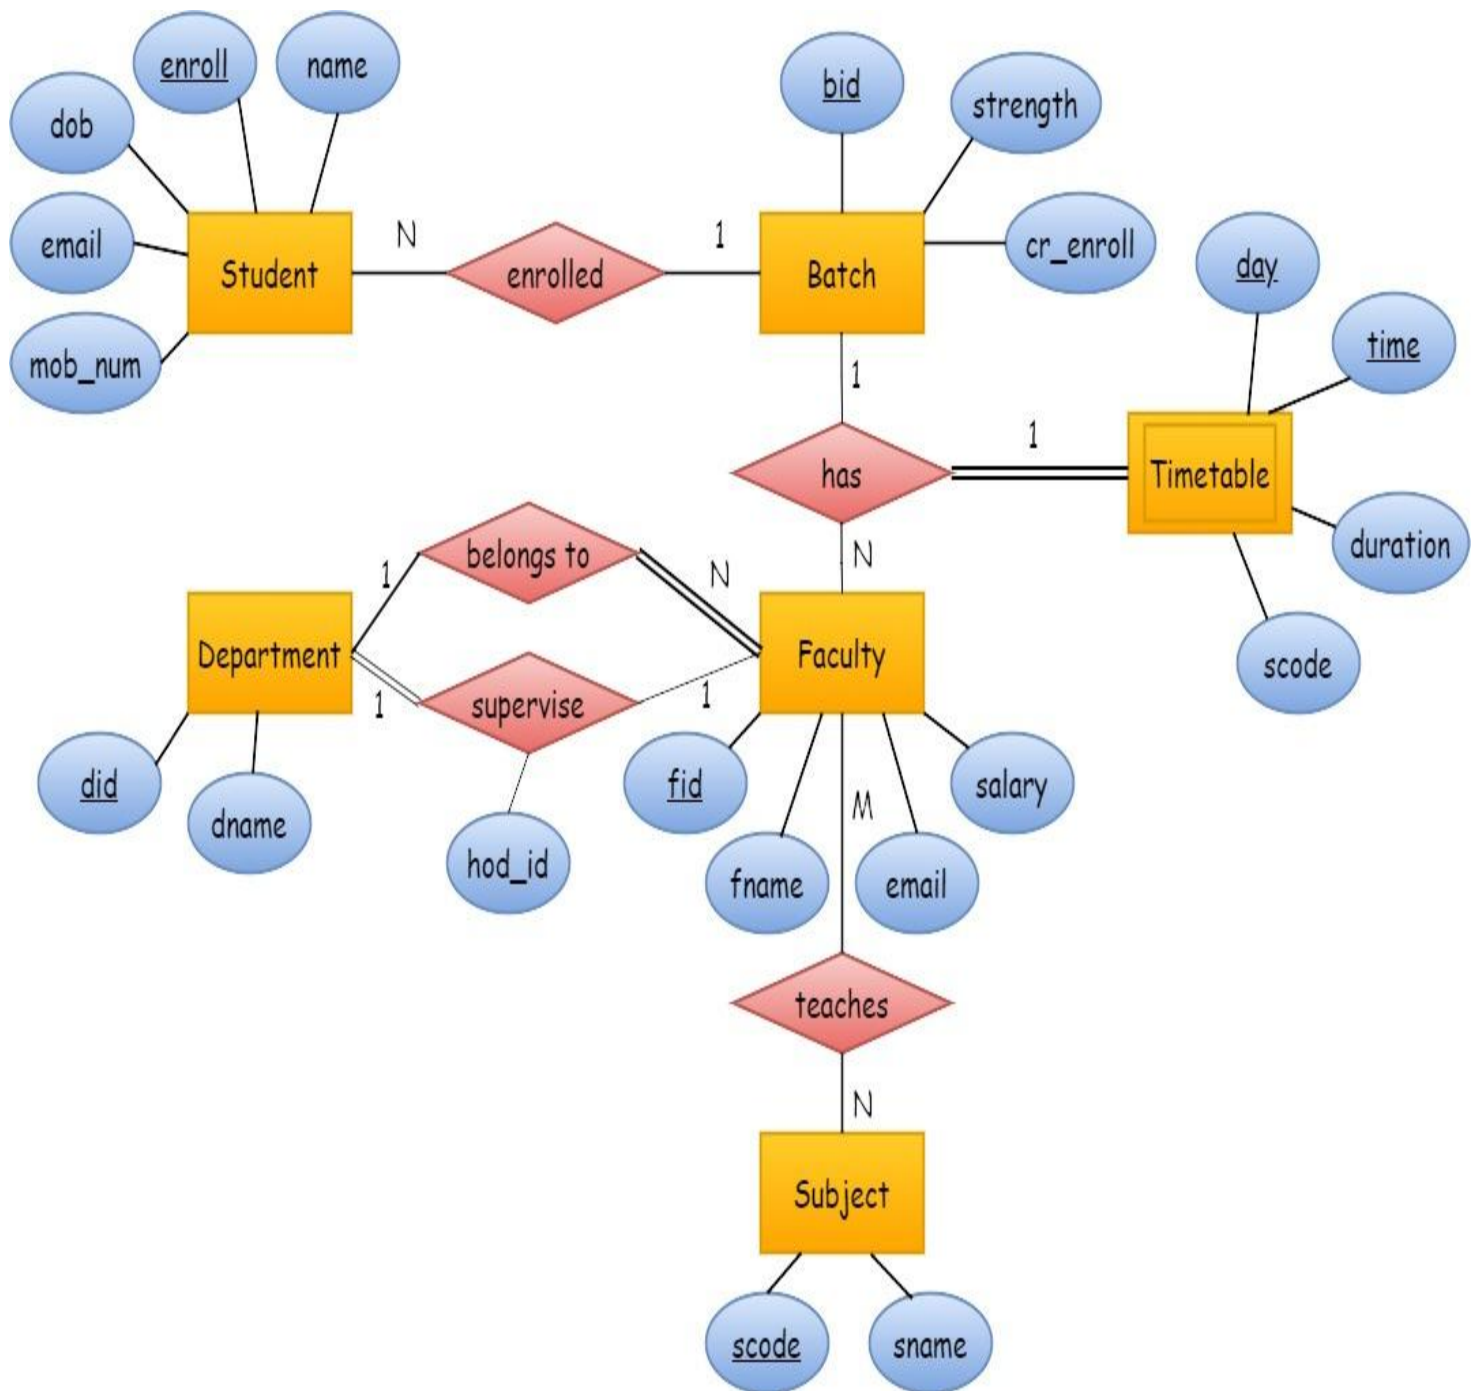 enroll
name
dob
email
mob_num
Student
N
enrolled
1
Batch
bid
strength
cr_enroll
day
time
1
has
1
Timetable
duration
scode
N
belongs to
1
N
Department
Faculty
supervise
1
1
did
dname
hod_id
fid
fname
M
email
salary
teaches
N
Subject
scode
sname